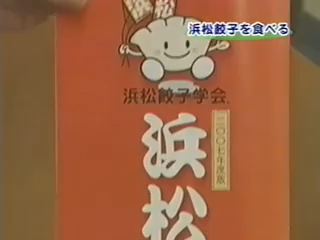 浜松餃子を食べる
浜松餃子学会
二〇〇七年度版
浜松